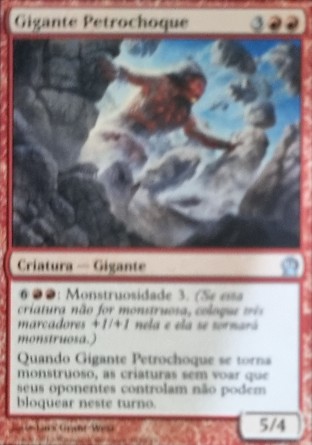 Gigante Petrochoque 3
Criatura — Gigante
6: Monstruosidade 3. (Se esta
criatura não for monstruosa, coloque três
marcadores +1/+1 nela e ela se tornará
monstruosa.)
Quando Gigante Petrochoque se torna
monstruoso, as criaturas sem voar que
seus oponentes controlam não podem
bloquear neste turno.
5/4